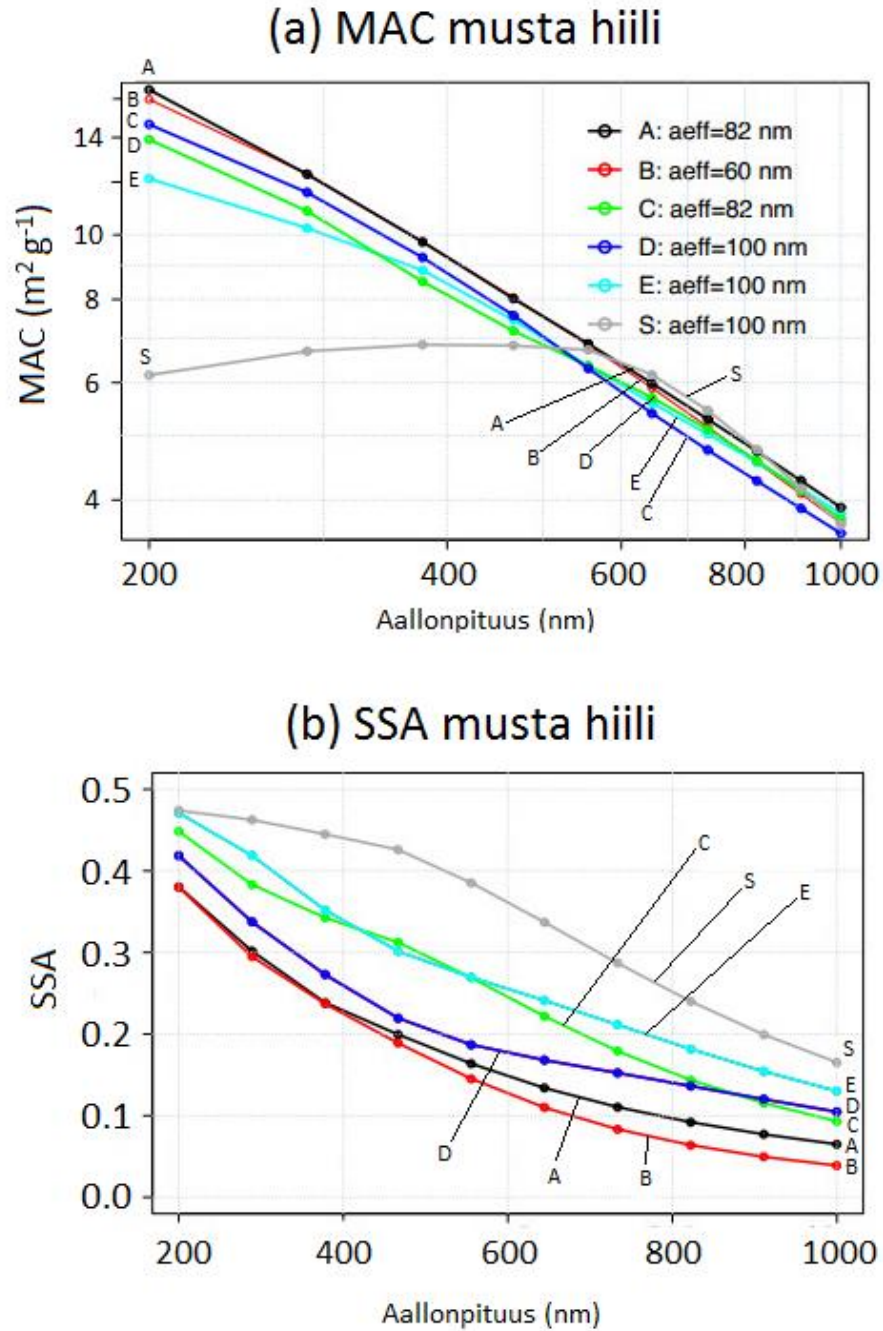 (a) MAC musta hiili
A
B
C
D
E
S
14
12
10
8
6
4
MAC (m² g⁻¹)
A: aeff=82 nm
B: aeff=60 nm
C: aeff=82 nm
D: aeff=100 nm
E: aeff=100 nm
S: aeff=100 nm
S
A
B
D
E
C
200
400
600
800
1000
Aallonpituus (nm)
(b) SSA musta hiili
0.5
0.4
0.3
0.2
0.1
0.0
SSA
C
S
E
S
E
D
C
A
B
D
A
B
200
400
600
800
1000
Aallonpituus (nm)